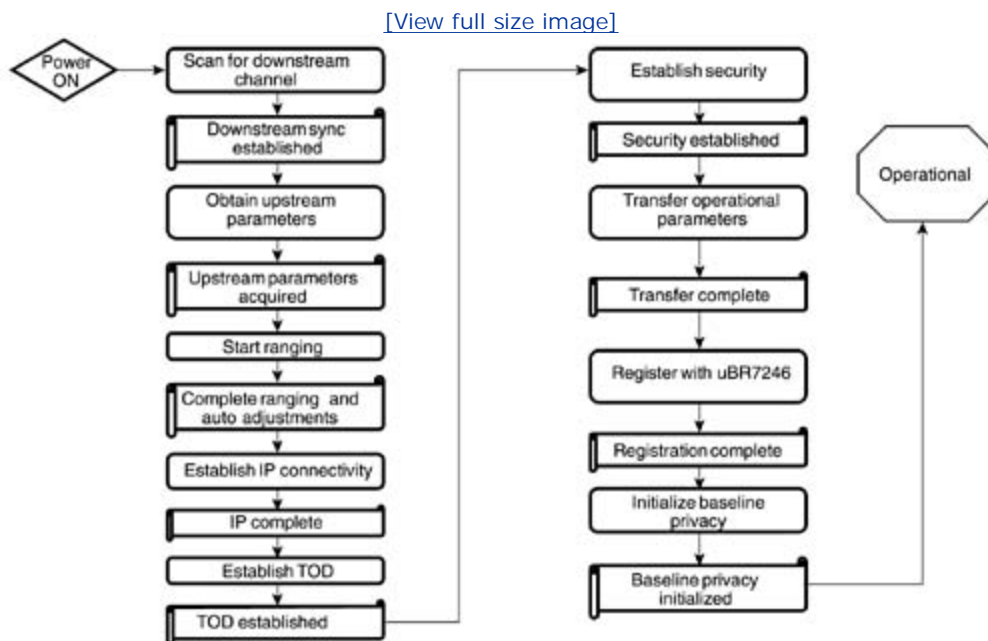 [View full size image]
Power
ON
Scan for downstream
channel
Downstream sync
established
Obtain upstream
parameters
Upstream parameters
acquired
Start ranging
Complete ranging and
auto adjustments
Establish IP connectivity
IP complete
Establish TOD
TOD established
Establish security
Security established
Transfer operational
parameters
Transfer complete
Register with uBR7246
Registration complete
Initialize baseline
privacy
Baseline privacy
initialized
Operational